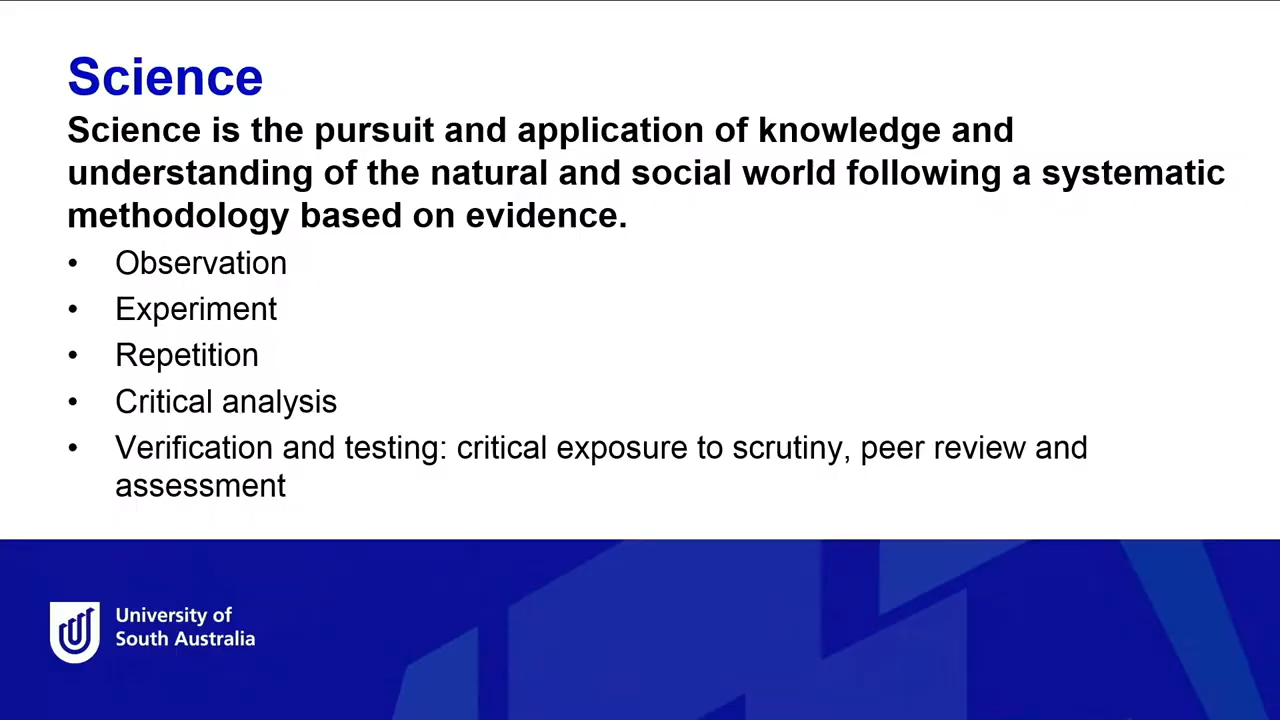 Science
Science is the pursuit and application of knowledge and
understanding of the natural and social world following a systematic
methodology based on evidence.
• Observation
• Experiment
• Repetition
• Critical analysis
• Verification and testing: critical exposure to scrutiny, peer review and
assessment
University of
South Australia